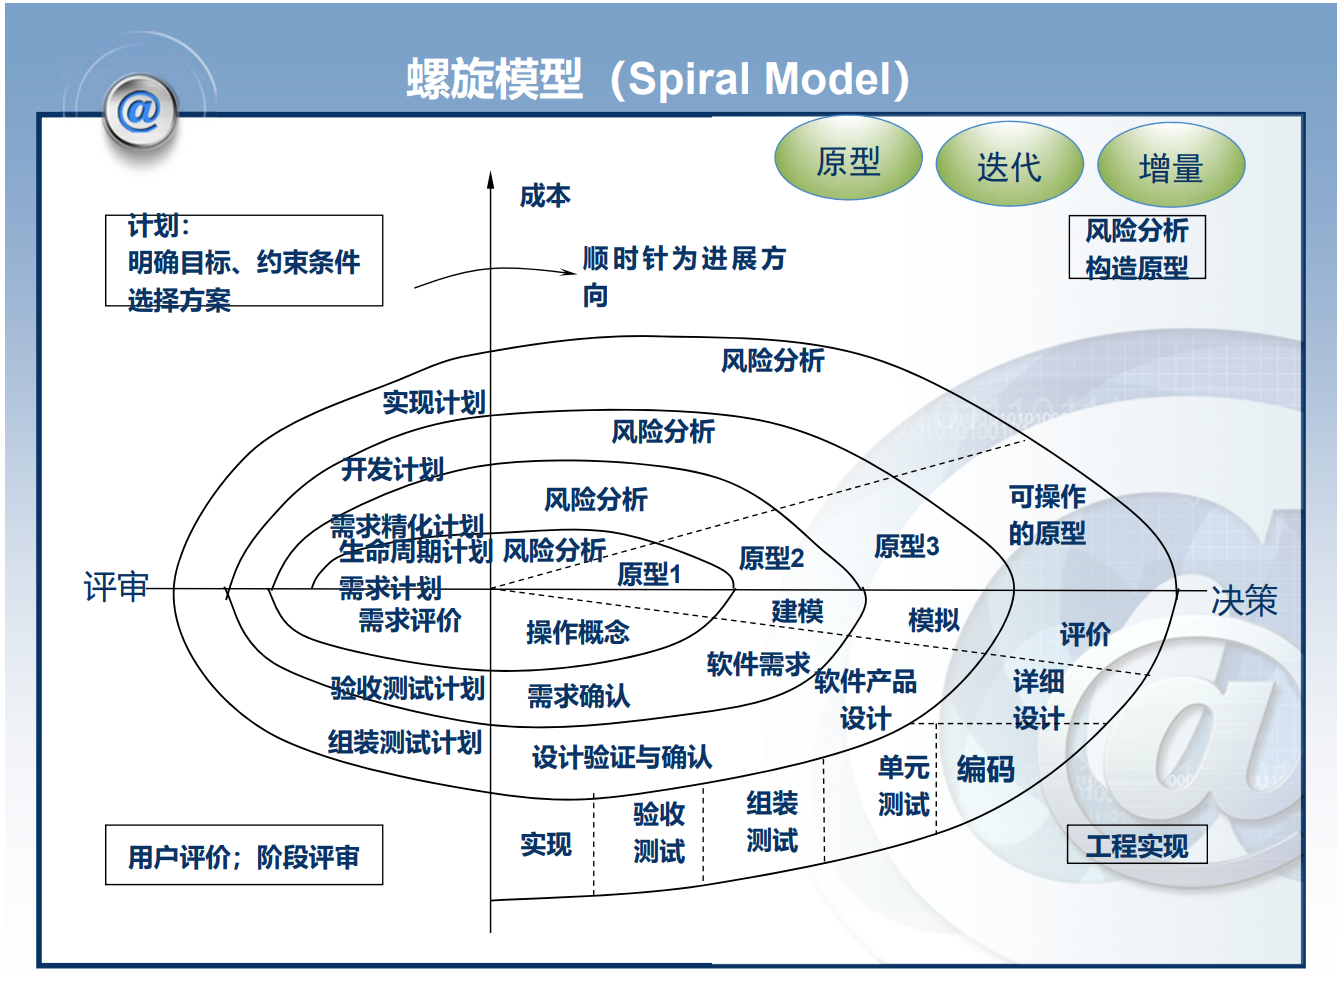 螺旋模型（Spiral Model）
@
原型
迭代
增量
成本
计划：
明确目标、约束条件
选择方案
顺时针为进展方
向
风险分析
构造原型
风险分析
实现计划
风险分析
开发计划
风险分析
需求精化计划
生命周期计划
风险分析
可操作
的原型
原型3
原型2
原型1
需求计划
评审
决策
需求评价
操作概念
建模
模拟
评价
软件需求
软件产品
设计
详细
设计
验收测试计划
需求确认
组装测试计划
设计验证与确认
单元
测试
编码
组装
测试
验收
测试
实现
用户评价；阶段评审
工程实现